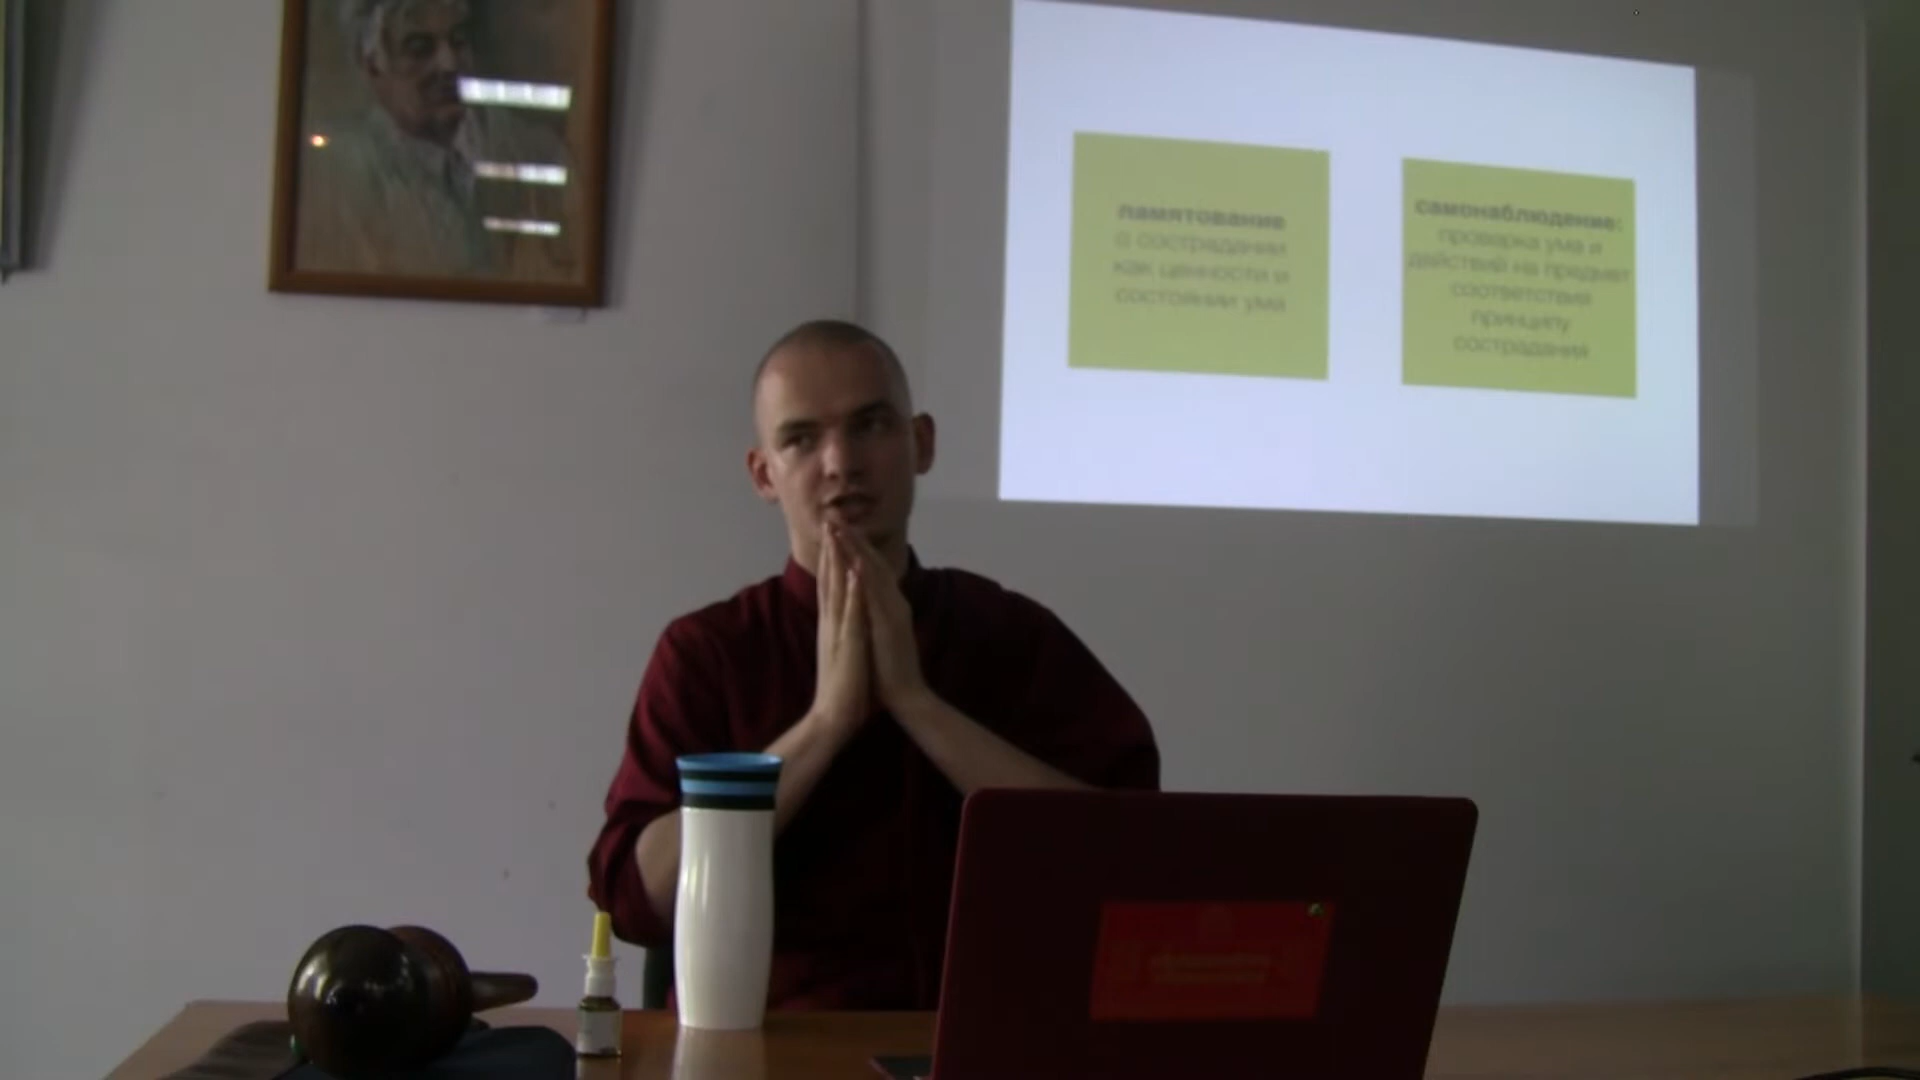 памятование
о сострадании
как ценности и
состоянии ума
самонаблюдение:
проверка ума и
действий на предмет
соответствия
принципу
сострадания